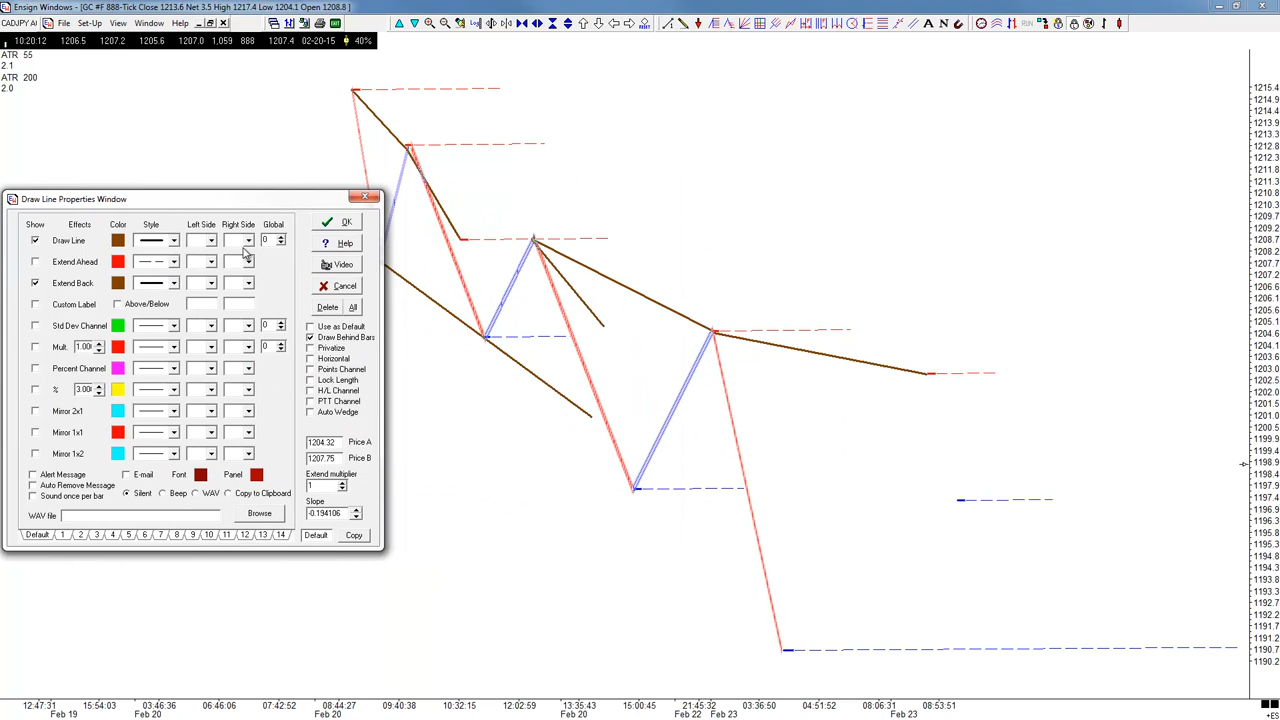 Ensign Windows - [GC #F 888-Tick Close 1213.6 Net 3.5 High 1217.4 Low 1204.1 Open 1208.8 ]
CADJPY AI File Set-Up View Window Help
RUN
10:20:12 1206.5 1207.2 1205.6 1207.0 1,059 888 1207.4 02-20-15 40%
ATR 55
2.1
ATR 200
2.0
Draw Line Properties Window
Show Effects Color Style Left Side Right Side Global
Draw Line 0
Extend Ahead
Extend Back
Custom Label Above/Below
Std Dev Channel 0
Mult. 1.00 0
Percent Channel
% 3.00
Mirror 2x1
Mirror 1x1
Mirror 1x2
Alert Message E-mail Font Panel
Auto Remove Message
Sound once per bar Silent Beep WAV Copy to Clipboard
WAV file Browse
Default 1 2 3 4 5 6 7 8 9 10 11 12 13 14
OK
Help
Video
Cancel
Delete All
Use as Default
Draw Behind Bars
Privatize
Horizontal
Points Channel
Lock Length
H/L Channel
PTT Channel
Auto Wedge
1204.32 Price A
1207.75 Price B
Extend multiplier
1
Slope
-0.194106
Default Copy
1215.4
1214.9
1214.4
1213.9
1213.4
1212.8
1212.3
1211.8
1211.3
1210.8
1210.2
1209.7
1209.2
1208.7
1208.2
1207.6
1207.1
1206.6
1206.1
1205.6
1205.1
1204.6
1204.1
1203.5
1203.0
1202.5
1202.0
1201.5
1201.0
1200.5
1199.9
1199.4
1198.9
1198.4
1197.9
1197.4
1196.9
1196.3
1195.8
1195.3
1194.8
1194.3
1193.8
1193.3
1192.7
1192.2
1191.7
1191.2
1190.7
1190.2
12:47:31 15:54:03 03:46:36 06:46:06 07:52:42 08:44:27 09:40:38 10:32:15 12:02:59 13:36:43 15:00:45 21:45:32 03:36:50 04:51:52 08:06:31 08:53:51
Feb 19 Feb 20 Feb 20 Feb 20 Feb 22 Feb 23 Feb 23
+ES